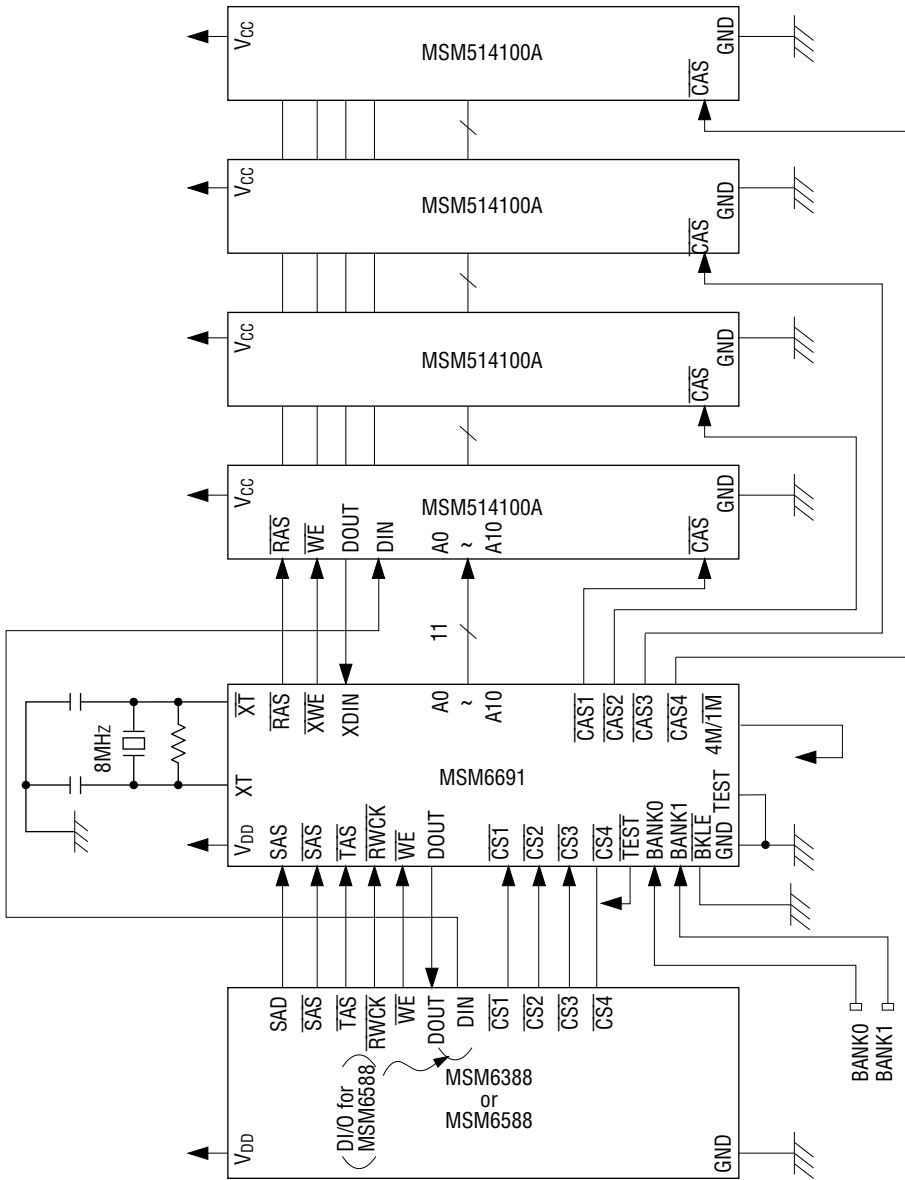 VCC
MSM514100A
CAS
GND
VCC
MSM514100A
CAS
GND
VCC
MSM514100A
CAS
GND
VCC
RAS
WE
DOUT
DIN
MSM514100A
A0
~
A10
CAS
GND
11
8MHz
XT
RAS
XWE
XDIN
A0
~
A10
CAS1
CAS2
CAS3
CAS4
4M/1M
XT
MSM6691
TEST
VDD
SAS
SAS
TAS
RWCK
WE
DOUT
CS1
CS2
CS3
CS4
TEST
BANK0
BANK1
BKLE
GND
SAD
SAS
TAS
RWCK
WE
DOUT
DIN
CS1
CS2
CS3
CS4
(DI/O for
MSM6588)
MSM6388
or
MSM6588
VDD
GND
BANK0
BANK1